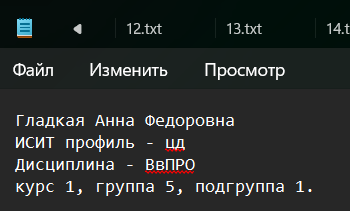 12.txt 13.txt 14.txt
Файл Изменить Просмотр
Гладкая Анна Федоровна
ИСИТ профиль - цд
Дисциплина - ВвПРО
курс 1, группа 5, подгруппа 1.